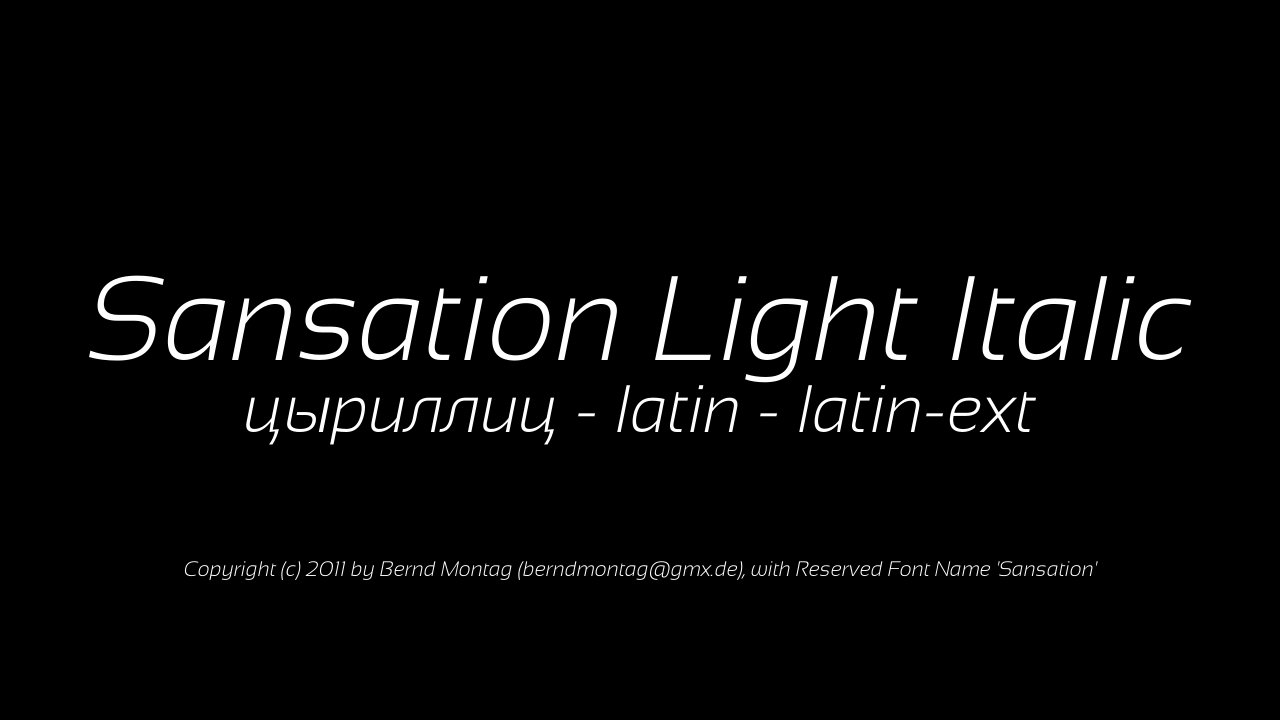 Sansation Light Italic
цыриллиц - latin - latin-ext
Copyright (c) 2011 by Bernd Montag (berndmontag@gmx.de), with Reserved Font Name 'Sansation'